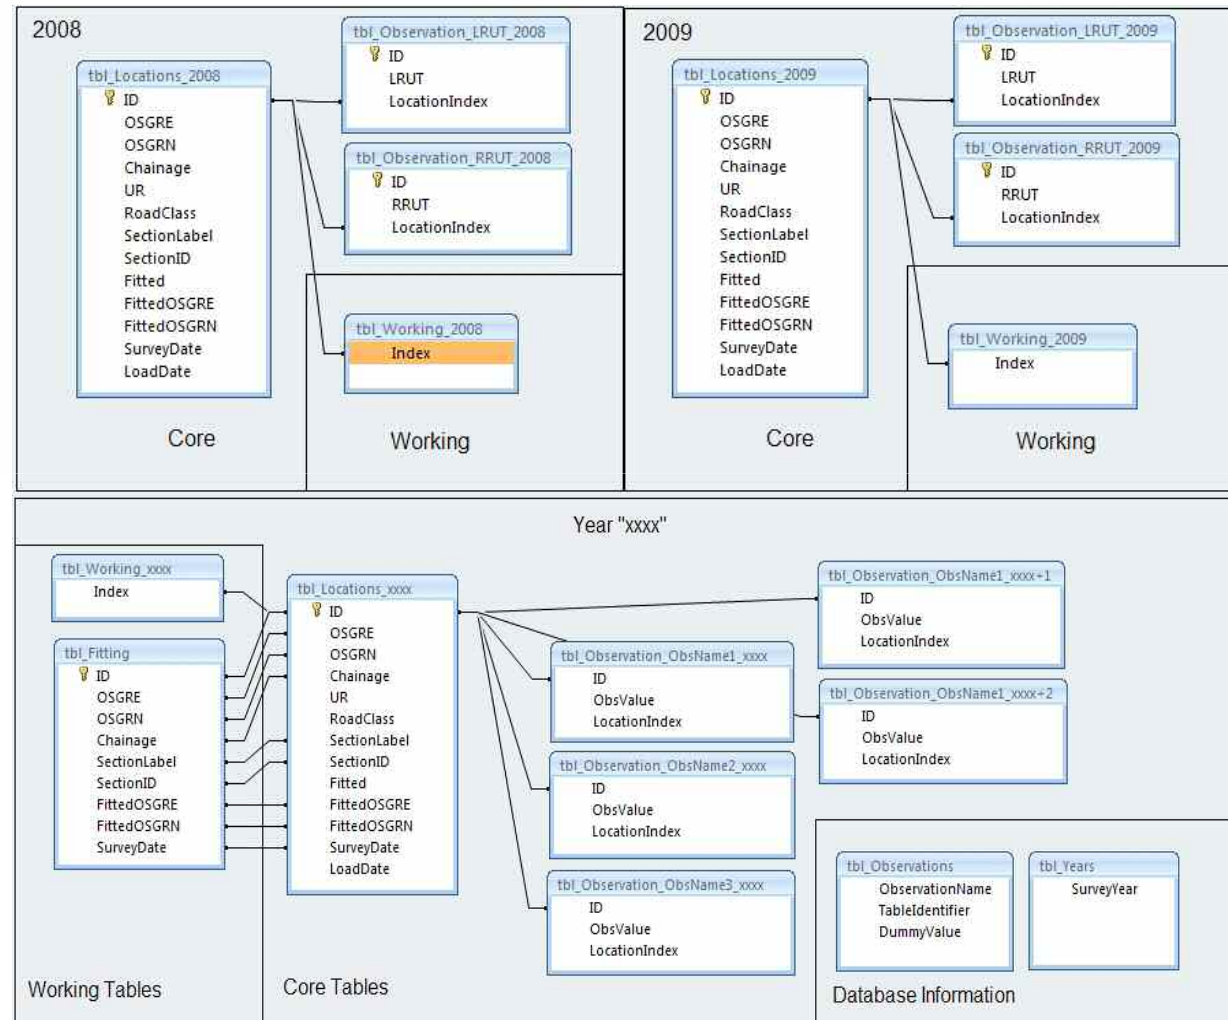 2008
tbl_Locations_2008
ID
OSGRE
OSGRN
Chainage
UR
RoadClass
SectionLabel
SectionID
Fitted
FittedOSGRE
FittedOSGRN
SurveyDate
LoadDate
tbl_Observation_LRUT_2008
ID
LRUT
LocationIndex
tbl_Observation_RRUT_2008
ID
RRUT
LocationIndex
tbl_Working_2008
Index
Core
Working
2009
tbl_Locations_2009
ID
OSGRE
OSGRN
Chainage
UR
RoadClass
SectionLabel
SectionID
Fitted
FittedOSGRE
FittedOSGRN
SurveyDate
LoadDate
tbl_Observation_LRUT_2009
ID
LRUT
LocationIndex
tbl_Observation_RRUT_2009
ID
RRUT
LocationIndex
tbl_Working_2009
Index
Core
Working
Year "xxxx"
tbl_Working_xxxx
Index
tbl_Fitting
ID
OSGRE
OSGRN
Chainage
SectionLabel
SectionID
FittedOSGRE
FittedOSGRN
SurveyDate
Working Tables
tbl_Locations_xxxx
ID
OSGRE
OSGRN
Chainage
UR
RoadClass
SectionLabel
SectionID
Fitted
FittedOSGRE
FittedOSGRN
SurveyDate
LoadDate
Core Tables
tbl_Observation_ObsName1_xxxx
ID
ObsValue
LocationIndex
tbl_Observation_ObsName2_xxxx
ID
ObsValue
LocationIndex
tbl_Observation_ObsName3_xxxx
ID
ObsValue
LocationIndex
tbl_Observation_ObsName1_xxxx+1
ID
ObsValue
LocationIndex
tbl_Observation_ObsName1_xxxx+2
ID
ObsValue
LocationIndex
tbl_Observations
ObservationName
TableIdentifier
DummyValue
tbl_Years
SurveyYear
Database Information